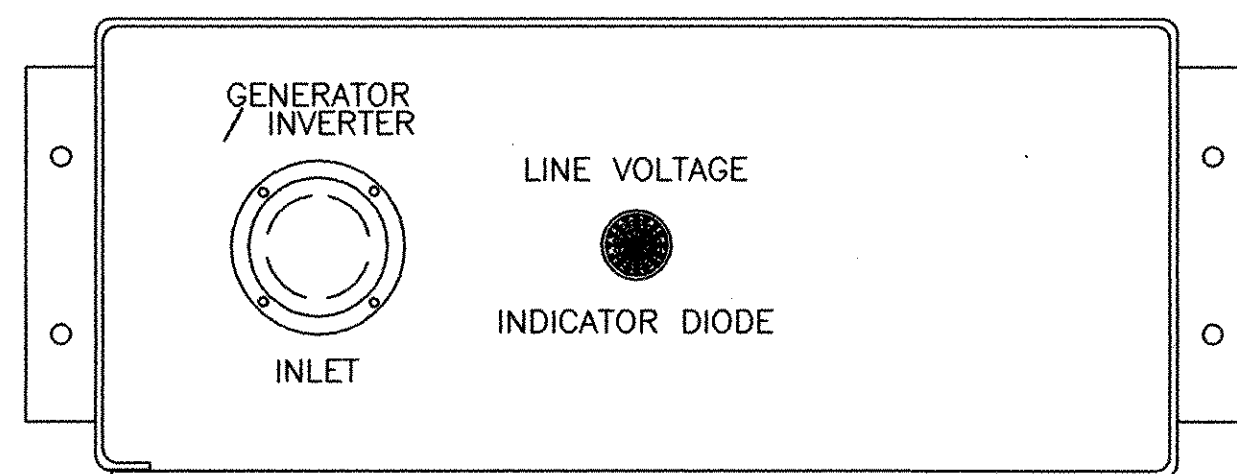 GENERATOR
/ INVERTER
LINE VOLTAGE
INDICATOR DIODE
INLET